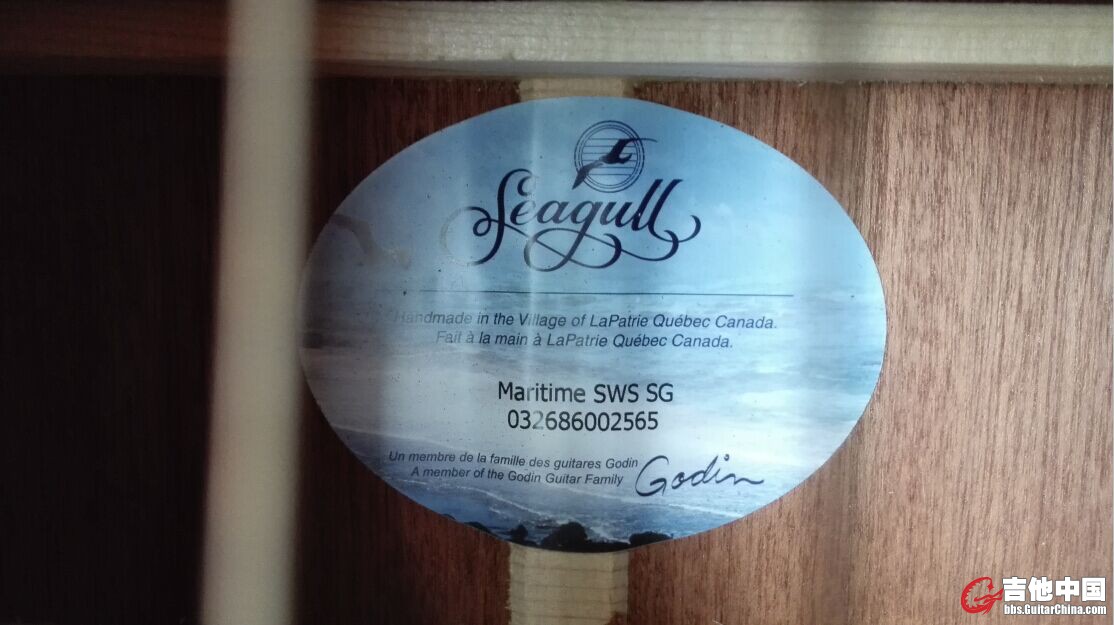 Seagull
Handmade in the Village of LaPatrie Québec Canada.
Fait à la main à LaPatrie Québec Canada.
Maritime SWS SG
032686002565
Un membre de la famille des guitares Godin
A member of the Godin Guitar Family
Godin
吉他中国
bbs.GuitarChina.com